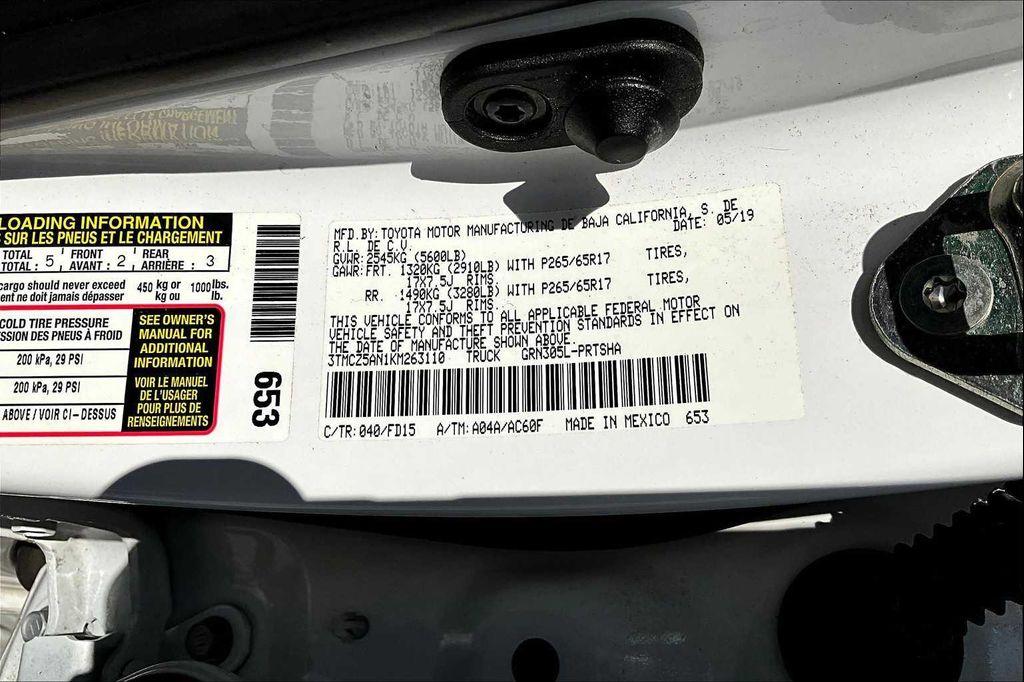 LOADING INFORMATION
SUR LES PNEUS ET LE CHARGEMENT
TOTAL FRONT REAR
TOTAL : 5 AVANT : 2 ARRIÈRE : 3
cargo should never exceed 450 kg or 1000 lbs.
ent ne doit jamais dépasser kg ou lb.
COLD TIRE PRESSURE
SSION DES PNEUS À FROID
200 kPa, 29 PSI
200 kPa, 29 PSI
ABOVE / VOIR CI-DESSUS
SEE OWNER'S
MANUAL FOR
ADDITIONAL
INFORMATION
VOIR LE MANUEL
DE L'USAGER
POUR PLUS DE
RENSEIGNEMENTS
653
MFD.BY:TOYOTA MOTOR MANUFACTURING DE BAJA CALIFORNIA, S. DE
R.L. DE C.V. DATE: 05/19
GVWR: 2545KG (5600LB)
GAWR:FRT. 1320KG (2910LB) WITH P265/65R17 TIRES,
17X7.5J RIMS
RR. 1490KG (3280LB) WITH P265/65R17 TIRES,
17X7.5J RIMS
THIS VEHICLE CONFORMS TO ALL APPLICABLE FEDERAL MOTOR
VEHICLE SAFETY AND THEFT PREVENTION STANDARDS IN EFFECT ON
THE DATE OF MANUFACTURE SHOWN ABOVE.
3TMCZ5AN1KM263110 TRUCK GRN305L-PRTSHA
C/TR: 040/FD15 A/TM: A04A/AC60F MADE IN MEXICO 653